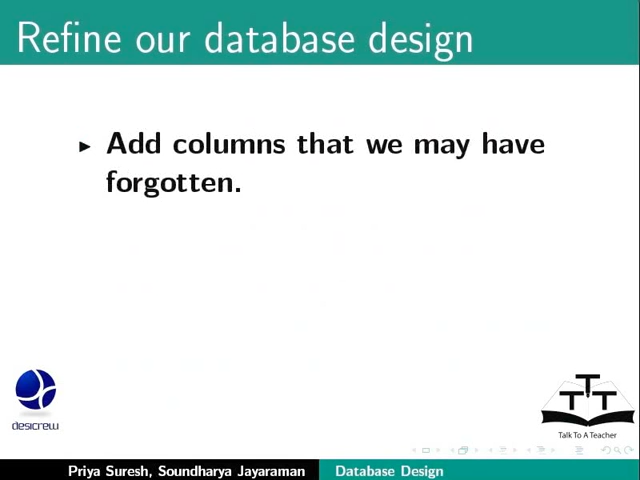 Refine our database design
Add columns that we may have
forgotten.
desicrew
T T T
Talk To A Teacher
Priya Suresh, Soundharya Jayaraman
Database Design